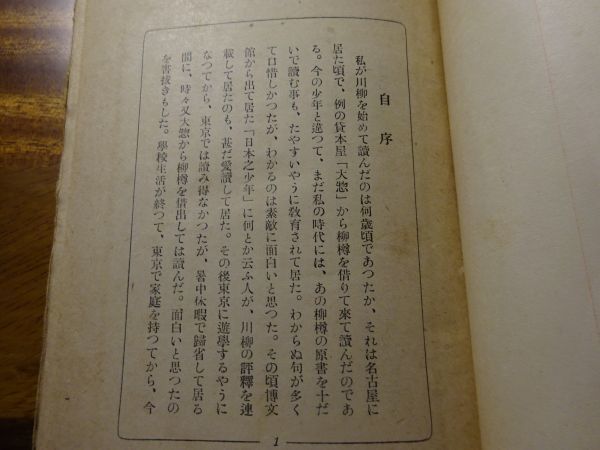 自序
私が川柳を始めて讀んだのは何歳頃であつたか、それは名古屋に
居た頃で、例の貸本屋「大惣」から柳樽を借りて來て讀んだのであ
る。今の少年と違つて、まだ私の時代には、あの柳樽の原書を十だ
いで讀む事も、たやすいやうに敎育されて居た。わからぬ句が多く
て口惜しかつたが、わかるのは素敵に面白いと思つた。その頃博文
館から出て居た「日本之少年」に何とか云ふ人が、川柳の評釋を連
載して居たのも、甚だ愛讀して居た。その後東京に遊學するやうに
なつてから、東京では讀み得なかつたが、暑中休暇で歸省して居る
間に、時々又大惣から柳樽を借出しては讀んだ。面白いと思つたの
を書拔きもした。學校生活が終つて、東京で家庭を持つてから、今
1